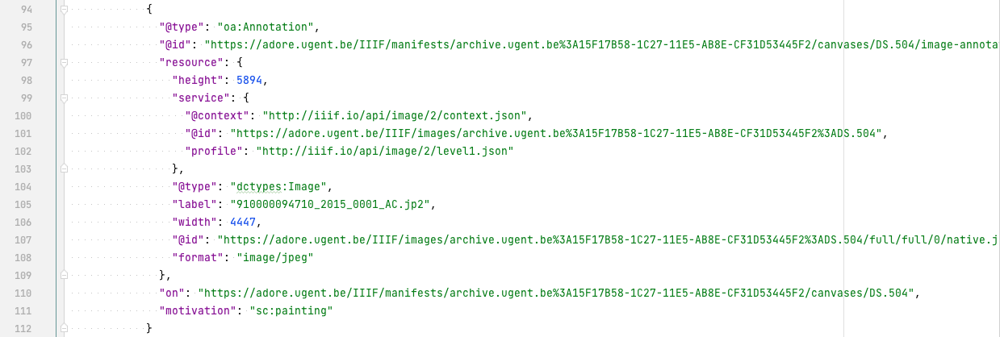 94 {
95 "@type": "oa:Annotation",
96 "@id": "https://adore.ugent.be/IIIF/manifests/archive.ugent.be%3A15F17B58-1C27-11E5-AB8E-CF31D53445F2/canvases/DS.504/image-annota
97 "resource": {
98 "height": 5894,
99 "service": {
100 "@context": "http://iiif.io/api/image/2/context.json",
101 "@id": "https://adore.ugent.be/IIIF/images/archive.ugent.be%3A15F17B58-1C27-11E5-AB8E-CF31D53445F2%3ADS.504",
102 "profile": "http://iiif.io/api/image/2/level1.json"
103 },
104 "@type": "dctypes:Image",
105 "label": "910000094710_2015_0001_AC.jp2",
106 "width": 4447,
107 "@id": "https://adore.ugent.be/IIIF/images/archive.ugent.be%3A15F17B58-1C27-11E5-AB8E-CF31D53445F2%3ADS.504/full/full/0/native.j
108 "format": "image/jpeg"
109 },
110 "on": "https://adore.ugent.be/IIIF/manifests/archive.ugent.be%3A15F17B58-1C27-11E5-AB8E-CF31D53445F2/canvases/DS.504",
111 "motivation": "sc:painting"
112 }